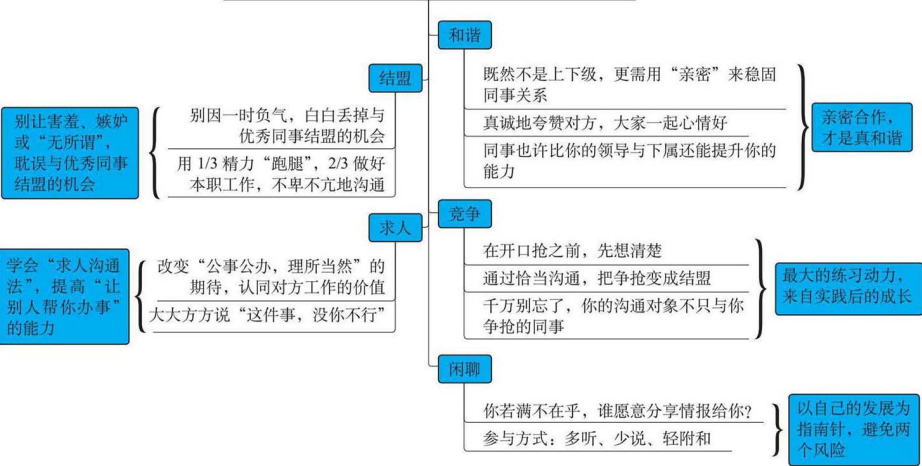 和谐
既然不是上下级，更需用“亲密”来稳固
同事关系
真诚地夸赞对方，大家一起心情好
同事也许比你的领导与下属还能提升你的
能力
亲密合作，
才是真和谐
结盟
别因一时负气，白白丢掉与
优秀同事结盟的机会
用 1/3 精力“跑腿”，2/3 做好
本职工作，不卑不亢地沟通
别让害羞、嫉妒
或“无所谓”，
耽误与优秀同事
结盟的机会
竞争
在开口抢之前，先想清楚
通过恰当沟通，把争抢变成结盟
千万别忘了，你的沟通对象不只与你
争抢的同事
最大的练习动力，
来自实践后的成长
求人
改变“公事公办，理所当然”的
期待，认同对方工作的价值
大大方方说“这件事，没你不行”
学会“求人沟通
法”，提高“让
别人帮你办事”
的能力
闲聊
你若满不在乎，谁愿意分享情报给你？
参与方式：多听、少说、轻附和
以自己的发展为
指南针，避免两
个风险